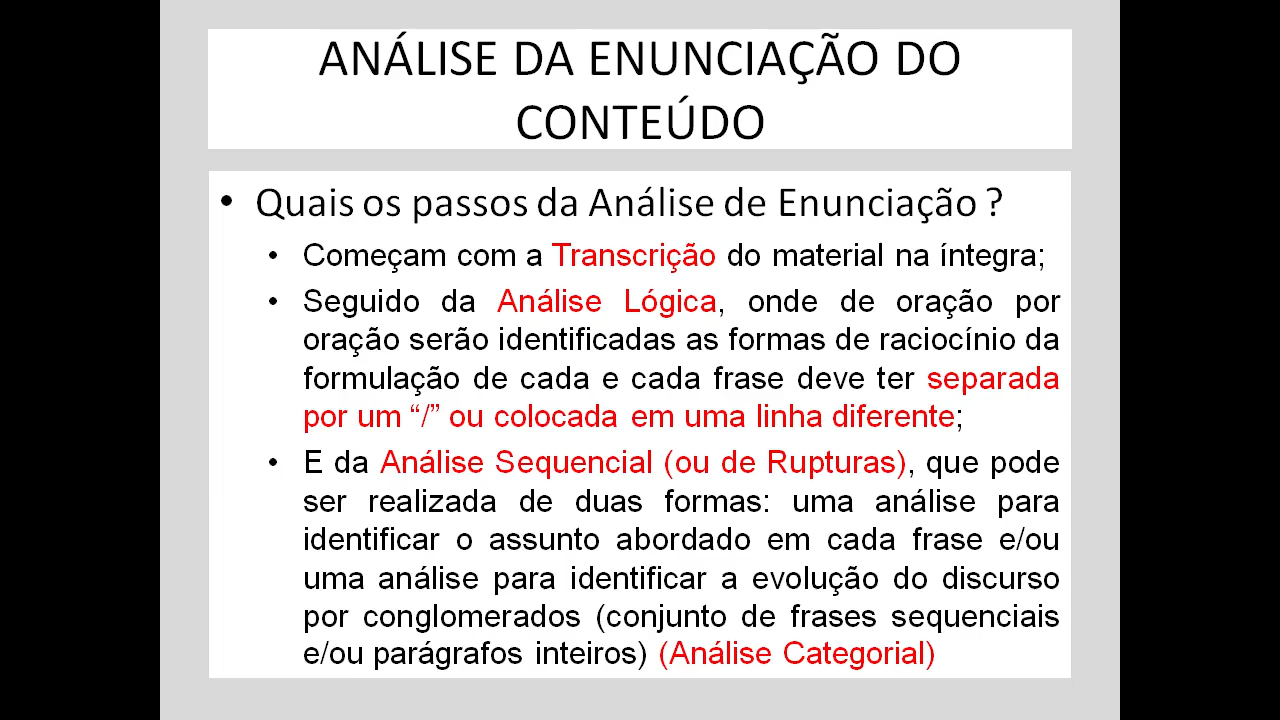 ANÁLISE DA ENUNCIAÇÃO DO
CONTEÚDO
• Quais os passos da Análise de Enunciação ?
• Começam com a Transcrição do material na íntegra;
• Seguido da Análise Lógica, onde de oração por
oração serão identificadas as formas de raciocínio da
formulação de cada e cada frase deve ter separada
por um “/” ou colocada em uma linha diferente;
• E da Análise Sequencial (ou de Rupturas), que pode
ser realizada de duas formas: uma análise para
identificar o assunto abordado em cada frase e/ou
uma análise para identificar a evolução do discurso
por conglomerados (conjunto de frases sequenciais
e/ou parágrafos inteiros) (Análise Categorial)